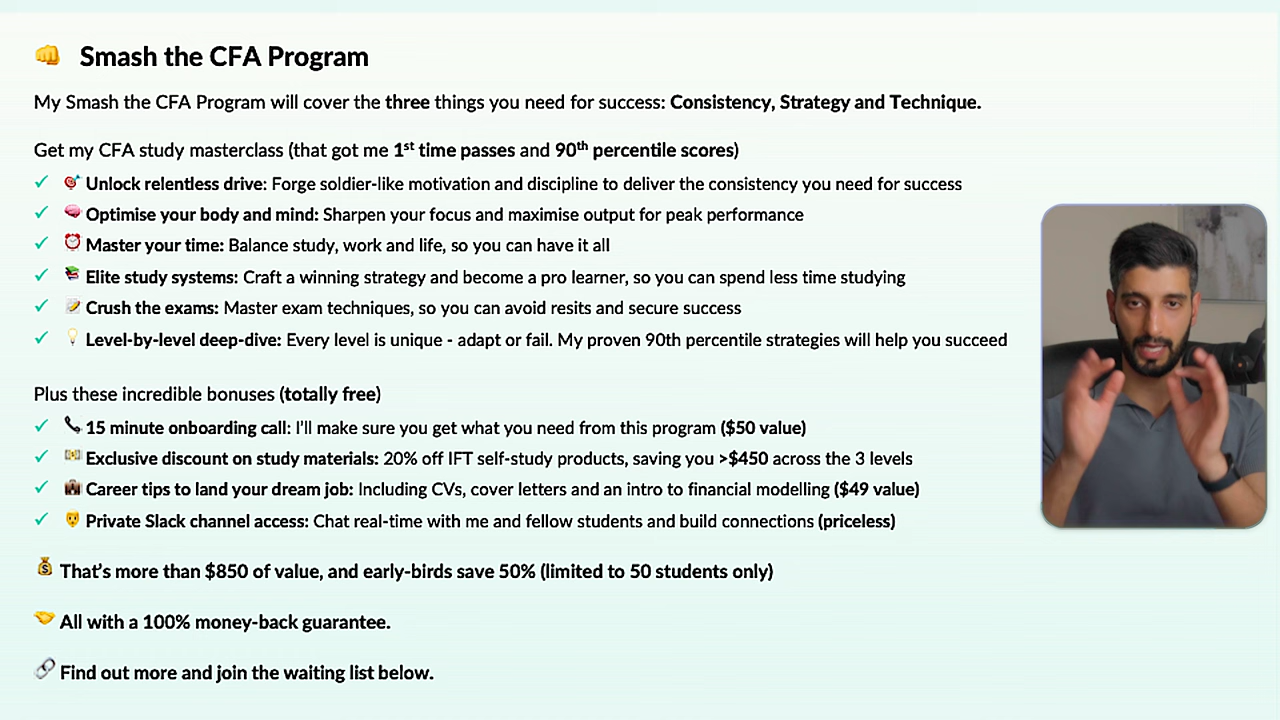 👊 Smash the CFA Program
My Smash the CFA Program will cover the three things you need for success: Consistency, Strategy and Technique.
Get my CFA study masterclass (that got me 1st time passes and 90th percentile scores)
✓ 🎯 Unlock relentless drive: Forge soldier-like motivation and discipline to deliver the consistency you need for success
✓ 🧠 Optimise your body and mind: Sharpen your focus and maximise output for peak performance
✓ ⏰ Master your time: Balance study, work and life, so you can have it all
✓ 📚 Elite study systems: Craft a winning strategy and become a pro learner, so you can spend less time studying
✓ 📝 Crush the exams: Master exam techniques, so you can avoid resits and secure success
✓ 💡 Level-by-level deep-dive: Every level is unique - adapt or fail. My proven 90th percentile strategies will help you succeed
Plus these incredible bonuses (totally free)
✓ 📞 15 minute onboarding call: I'll make sure you get what you need from this program ($50 value)
✓ 💵 Exclusive discount on study materials: 20% off IFT self-study products, saving you >$450 across the 3 levels
✓ 💼 Career tips to land your dream job: Including CVs, cover letters and an intro to financial modelling ($49 value)
✓ Private Slack channel access: Chat real-time with me and fellow students and build connections (priceless)
💰 That's more than $850 of value, and early-birds save 50% (limited to 50 students only)
🤝 All with a 100% money-back guarantee.
🔗 Find out more and join the waiting list below.